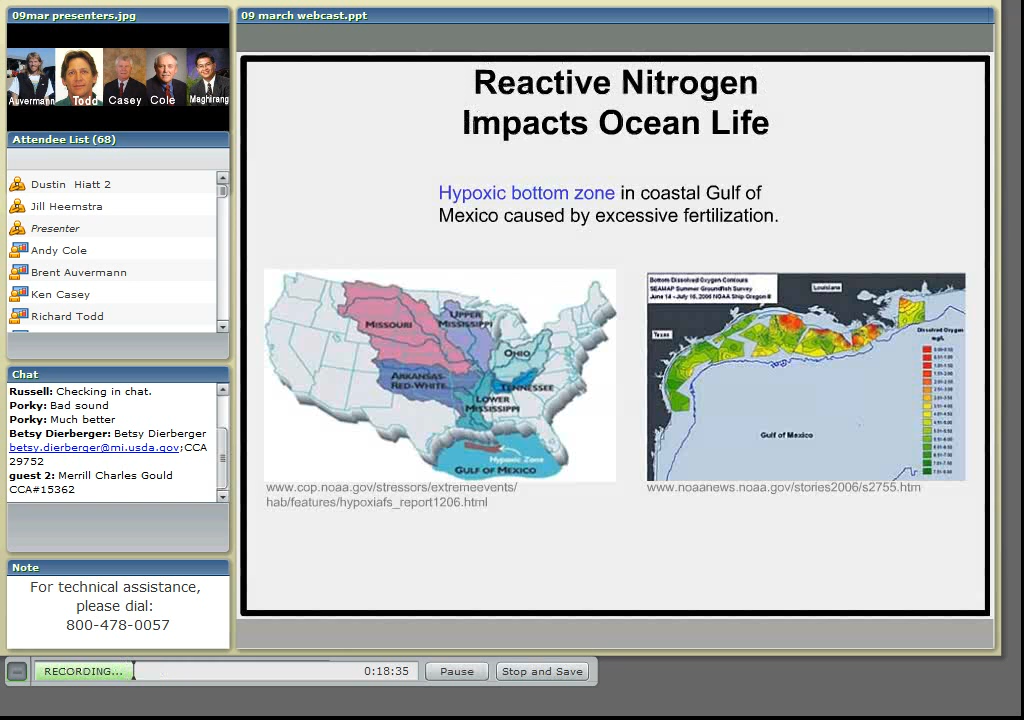 09mar presenters.jpg
Auvermann Todd Casey Cole Maghirang
Attendee List (68)
Dustin Hiatt 2
Jill Heemstra
Presenter
Andy Cole
Brent Auvermann
Ken Casey
Richard Todd
Chat
Russell: Checking in chat.
Porky: Bad sound
Porky: Much better
Betsy Dierberger: Betsy Dierberger
betsy.dierberger@mi.usda.gov;CCA
29752
guest 2: Merrill Charles Gould
CCA#15362
Note
For technical assistance,
please dial:
800-478-0057
09 march webcast.ppt
Reactive Nitrogen
Impacts Ocean Life
Hypoxic bottom zone in coastal Gulf of
Mexico caused by excessive fertilization.
MISSOURI
UPPER
MISSISSIPPI
OHIO
ARKANSAS-
RED-WHITE
TENNESSEE
LOWER
MISSISSIPPI
Hypoxic Zone
GULF OF MEXICO
www.cop.noaa.gov/stressors/extremeevents/
hab/features/hypoxiafs_report1206.html
Bottom Dissolved Oxygen Contours
SEAMAP Summer Groundfish Survey
June 14 - July 16, 2006 NOAA Ship Oregon II
Louisiana
Texas
Dissolved Oxygen
mg/L
Gulf of Mexico
www.noaanews.noaa.gov/stories2006/s2755.htm
RECORDING...
0:18:35
Pause
Stop and Save